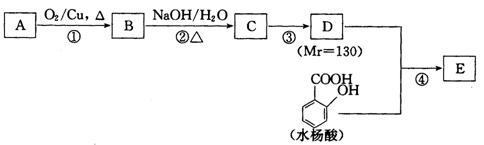 A O₂/Cu, △ ① B NaOH/H₂O ②△ C ③ D ④ E
(Mr=130)
COOH
OH
(水杨酸)